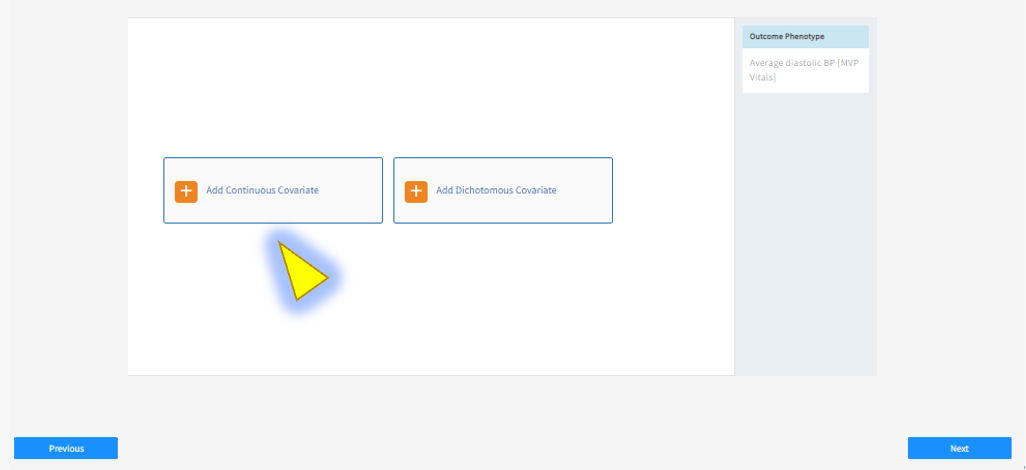 Outcome Phenotype
Average diastolic BP [MVP
Vitals]
Add Continuous Covariate
Add Dichotomous Covariate
Previous
Next